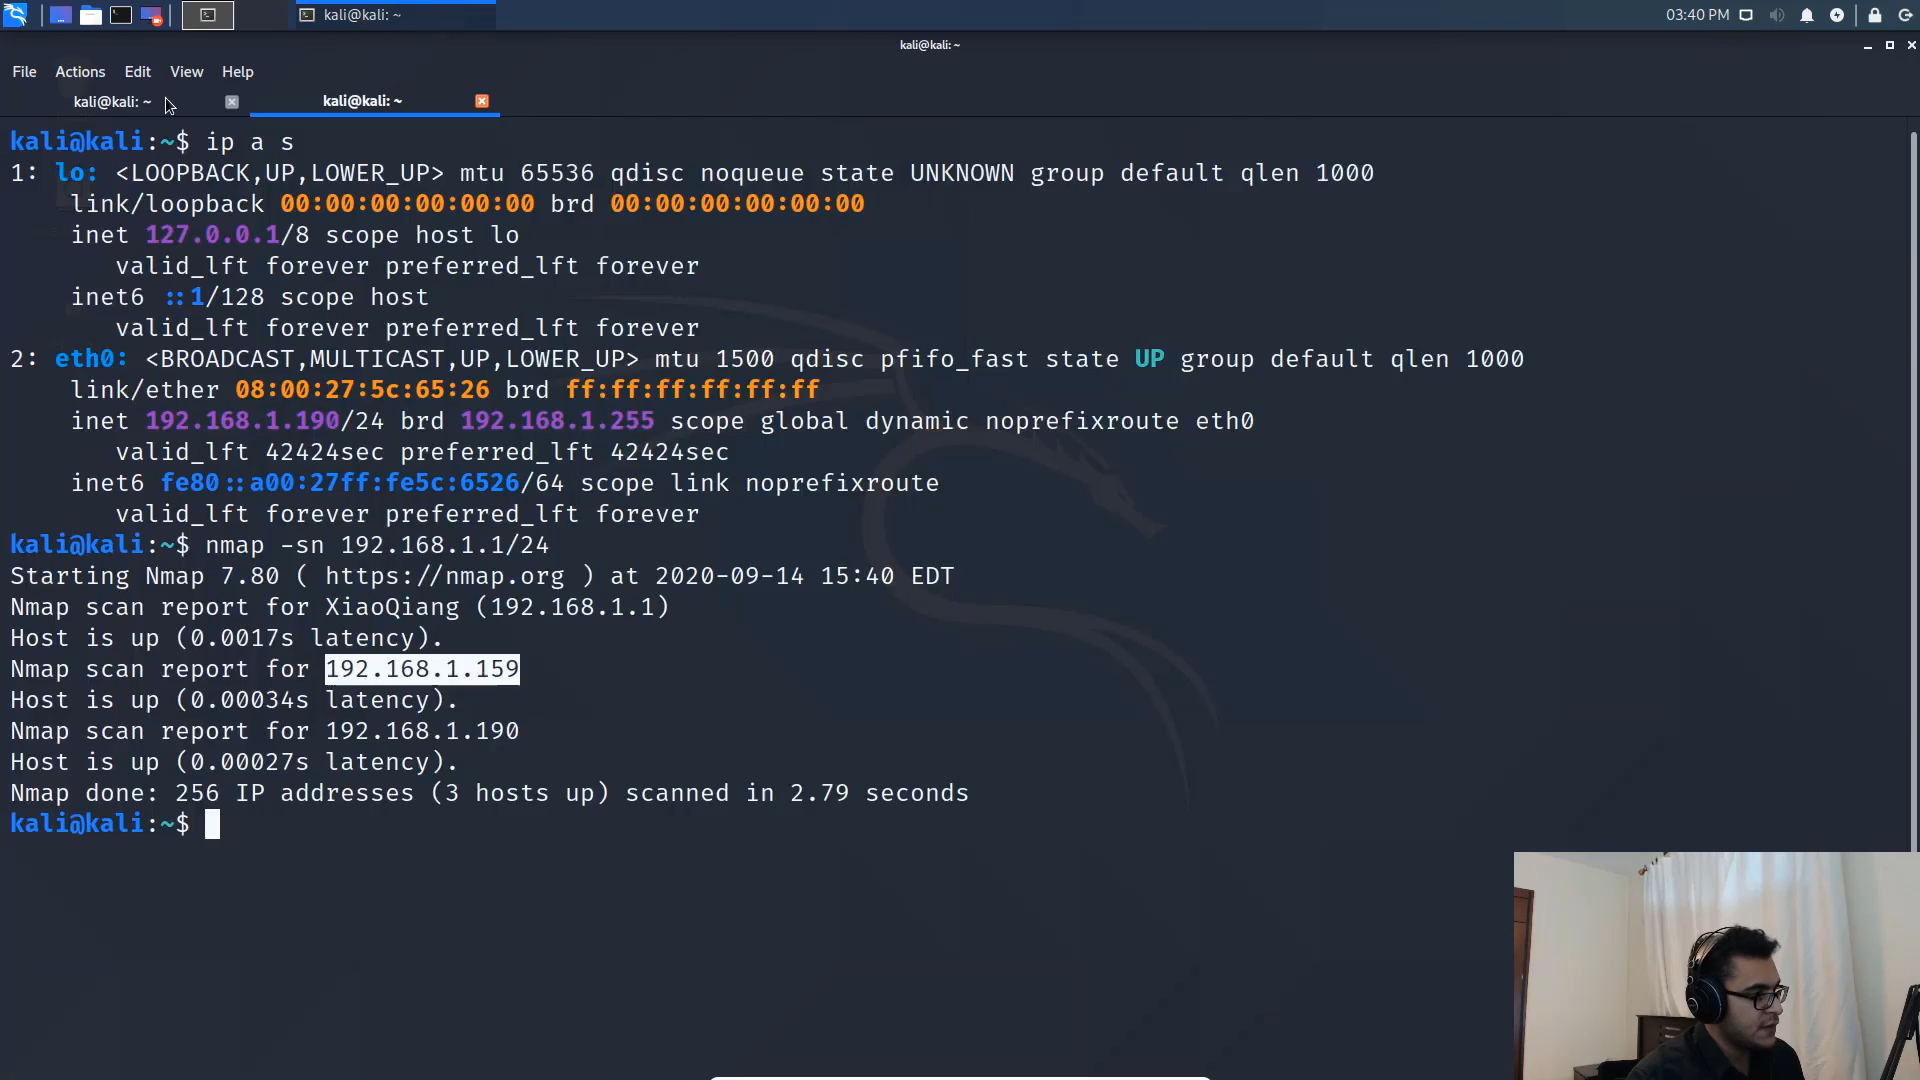 kali@kali: ~
03:40 PM
kali@kali: ~
File Actions Edit View Help
kali@kali: ~
kali@kali: ~
kali@kali:~$ ip a s
1: lo: <LOOPBACK,UP,LOWER_UP> mtu 65536 qdisc noqueue state UNKNOWN group default qlen 1000
link/loopback 00:00:00:00:00:00 brd 00:00:00:00:00:00
inet 127.0.0.1/8 scope host lo
valid_lft forever preferred_lft forever
inet6 ::1/128 scope host
valid_lft forever preferred_lft forever
2: eth0: <BROADCAST,MULTICAST,UP,LOWER_UP> mtu 1500 qdisc pfifo_fast state UP group default qlen 1000
link/ether 08:00:27:5c:65:26 brd ff:ff:ff:ff:ff:ff
inet 192.168.1.190/24 brd 192.168.1.255 scope global dynamic noprefixroute eth0
valid_lft 42424sec preferred_lft 42424sec
inet6 fe80::a00:27ff:fe5c:6526/64 scope link noprefixroute
valid_lft forever preferred_lft forever
kali@kali:~$ nmap -sn 192.168.1.1/24
Starting Nmap 7.80 ( https://nmap.org ) at 2020-09-14 15:40 EDT
Nmap scan report for XiaoQiang (192.168.1.1)
Host is up (0.0017s latency).
Nmap scan report for 192.168.1.159
Host is up (0.00034s latency).
Nmap scan report for 192.168.1.190
Host is up (0.00027s latency).
Nmap done: 256 IP addresses (3 hosts up) scanned in 2.79 seconds
kali@kali:~$